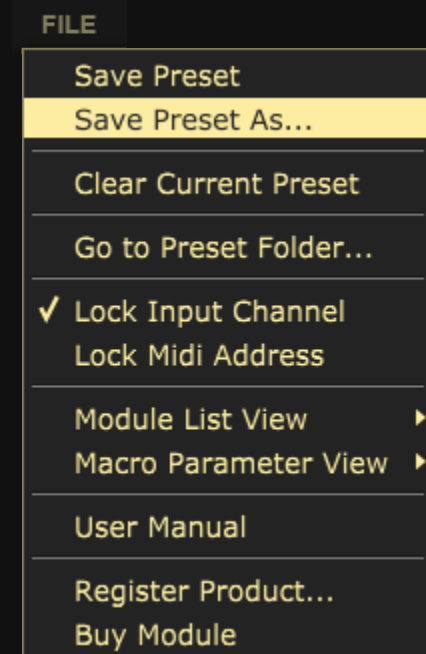 FILE
Save Preset
Save Preset As...
Clear Current Preset
Go to Preset Folder...
Lock Input Channel
Lock Midi Address
Module List View
Macro Parameter View
User Manual
Register Product...
Buy Module